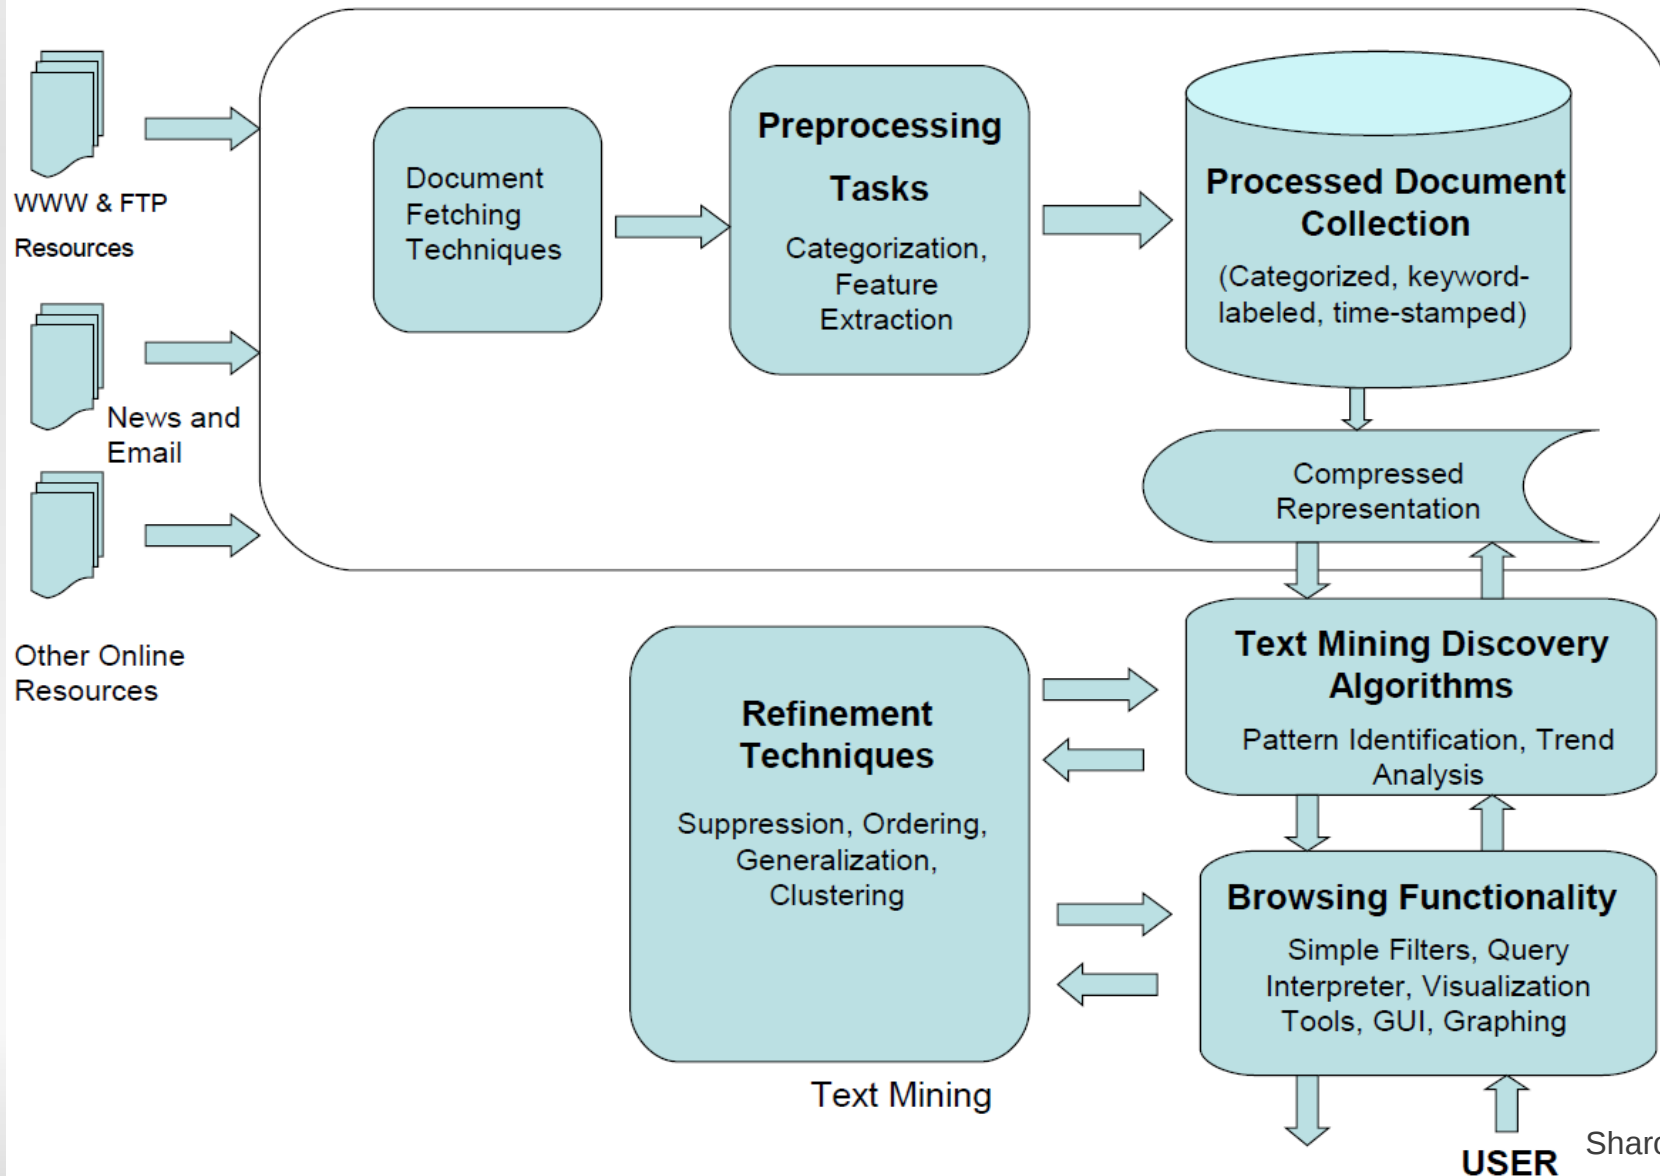 WWW & FTP
Resources
News and
Email
Other Online
Resources
Document
Fetching
Techniques
Preprocessing
Tasks
Categorization,
Feature
Extraction
Processed Document
Collection
(Categorized, keyword-
labeled, time-stamped)
Compressed
Representation
Text Mining Discovery
Algorithms
Pattern Identification, Trend
Analysis
Refinement
Techniques
Suppression, Ordering,
Generalization,
Clustering
Browsing Functionality
Simple Filters, Query
Interpreter, Visualization
Tools, GUI, Graphing
Text Mining
USER